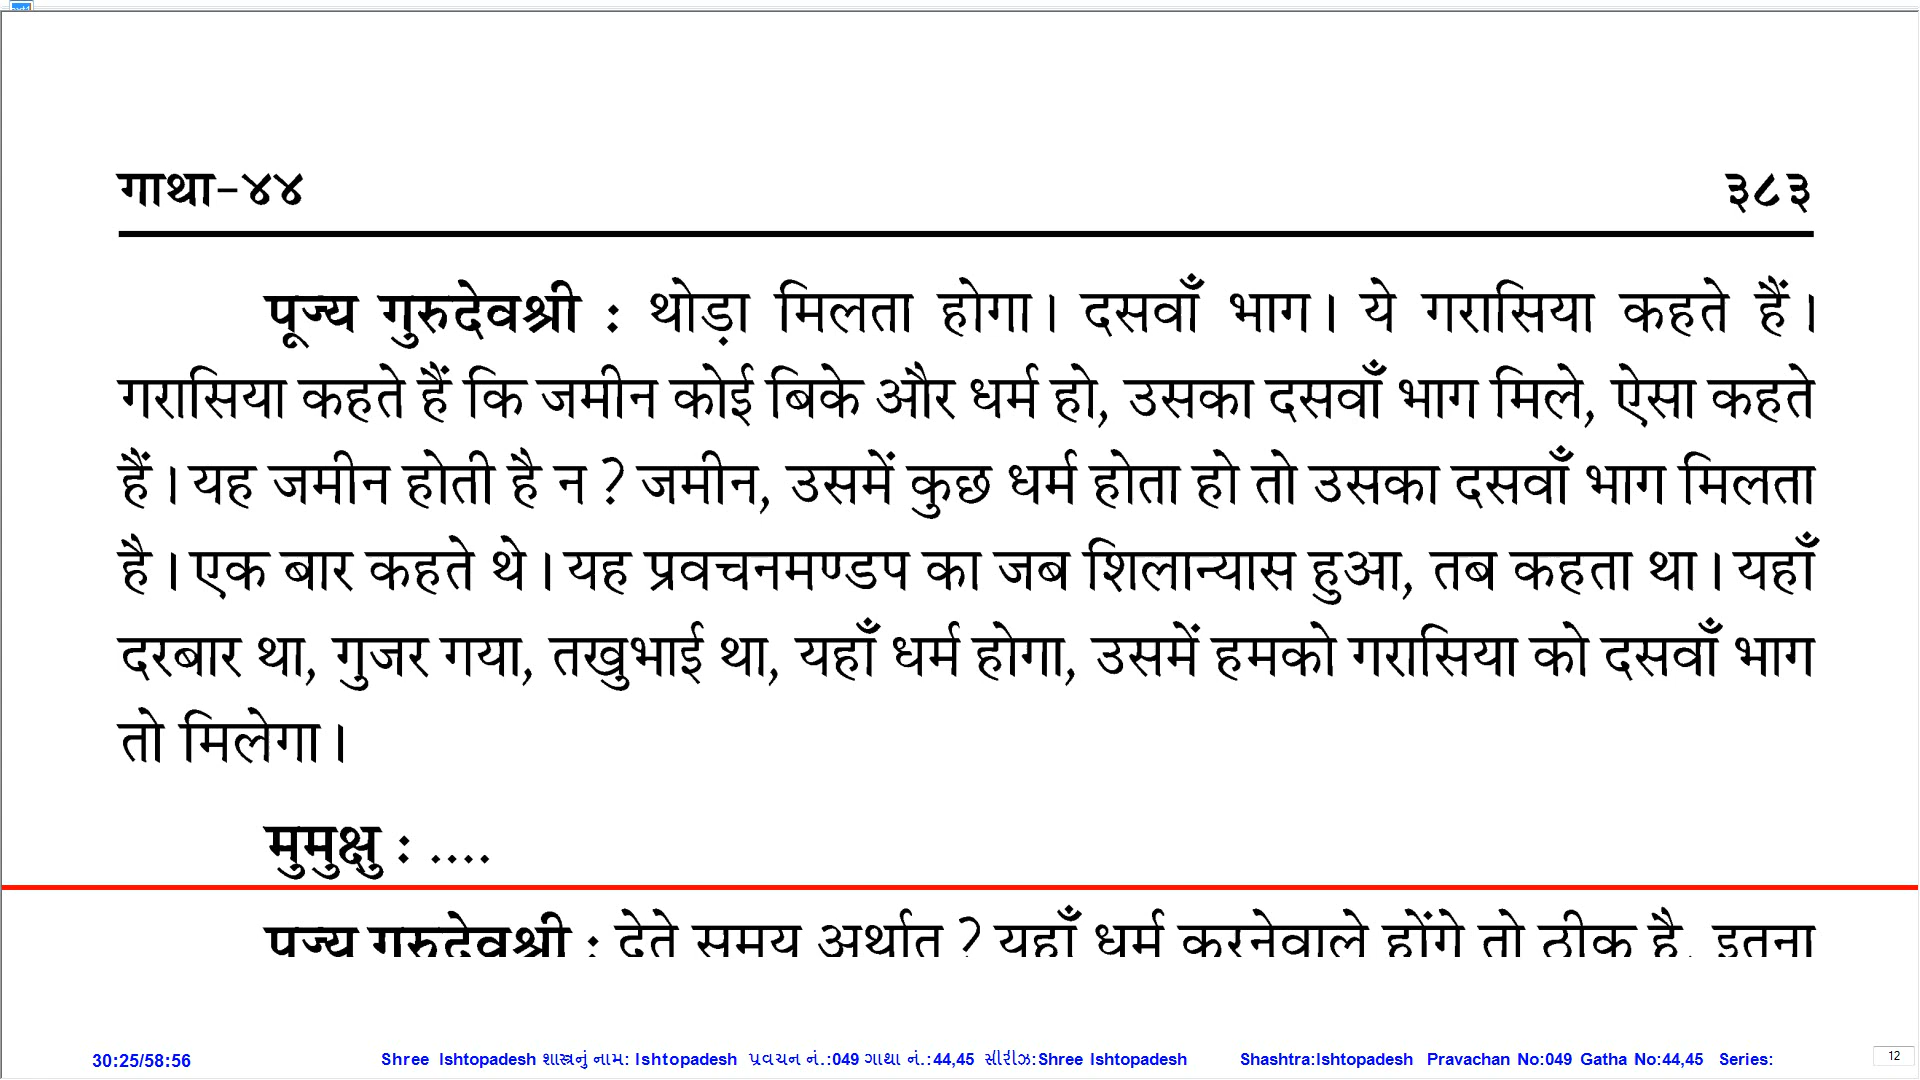 गाथा-४४ ३८३
पूज्य गुरुदेवश्री : थोड़ा मिलता होगा। दसवाँ भाग। ये गरासिया कहते हैं।
गरासिया कहते हैं कि जमीन कोई बिके और धर्म हो, उसका दसवाँ भाग मिले, ऐसा कहते
हैं। यह जमीन होती है न ? जमीन, उसमें कुछ धर्म होता हो तो उसका दसवाँ भाग मिलता
है। एक बार कहते थे। यह प्रवचनमण्डप का जब शिलान्यास हुआ, तब कहता था। यहाँ
दरबार था, गुजर गया, तखुभाई था, यहाँ धर्म होगा, उसमें हमको गरासिया को दसवाँ भाग
तो मिलेगा।
मुमुक्षु : ....
पूज्य गुरुदेवश्री : देते समय अर्थात् ? यहाँ धर्म करनेवाले होंगे तो ठीक है, इतना
30:25/58:56 Shree Ishtopadesh શાસ્ત્રનું નામ: Ishtopadesh પ્રવચન નં.:049 ગાથા નં.:44,45 સીરીઝ:Shree Ishtopadesh Shashtra:Ishtopadesh Pravachan No:049 Gatha No:44,45 Series: 12